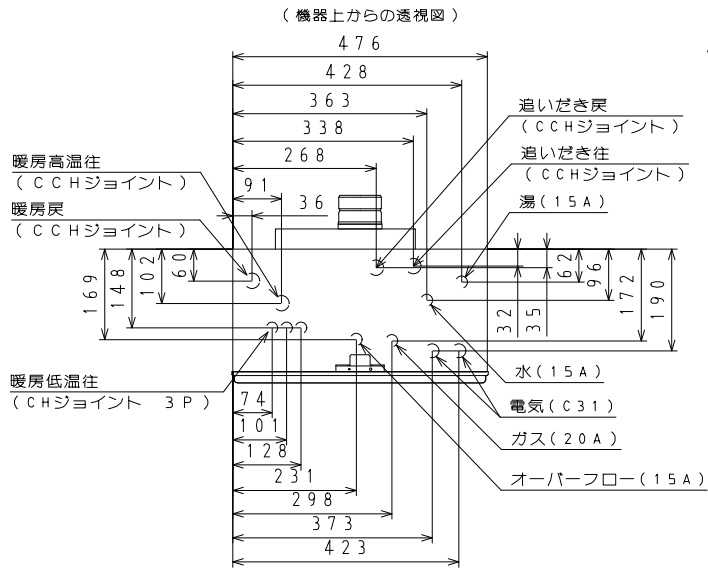 (機器上からの透視図)
476
428
363
338
268
91
36
追いだき戻
(CCHジョイント)
追いだき往
(CCHジョイント)
湯(15A)
暖房高温往
(CCHジョイント)
暖房戻
(CCHジョイント)
169
148
102
60
32
35
62
96
172
190
暖房低温往
(CHジョイント 3P)
水(15A)
電気(C31)
ガス(20A)
オーバーフロー(15A)
74
101
128
231
298
373
423